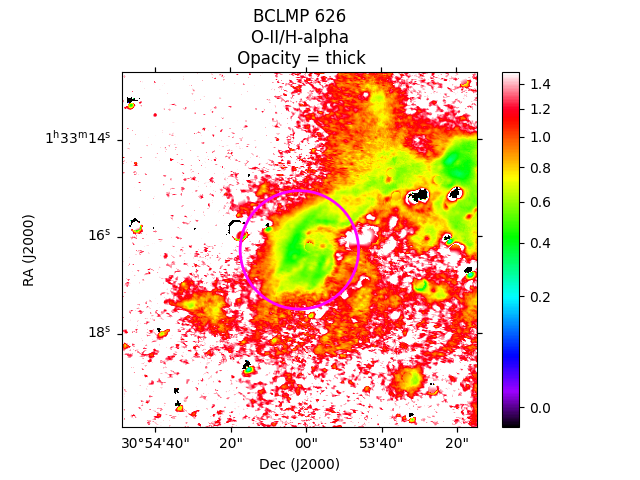 BCLMP 626
O-II/H-alpha
Opacity = thick
1ʰ33ᵐ14ˢ
16ˢ
18ˢ
RA (J2000)
30°54'40" 20" 00" 53'40" 20"
Dec (J2000)
1.4
1.2
1.0
0.8
0.6
0.4
0.2
0.0